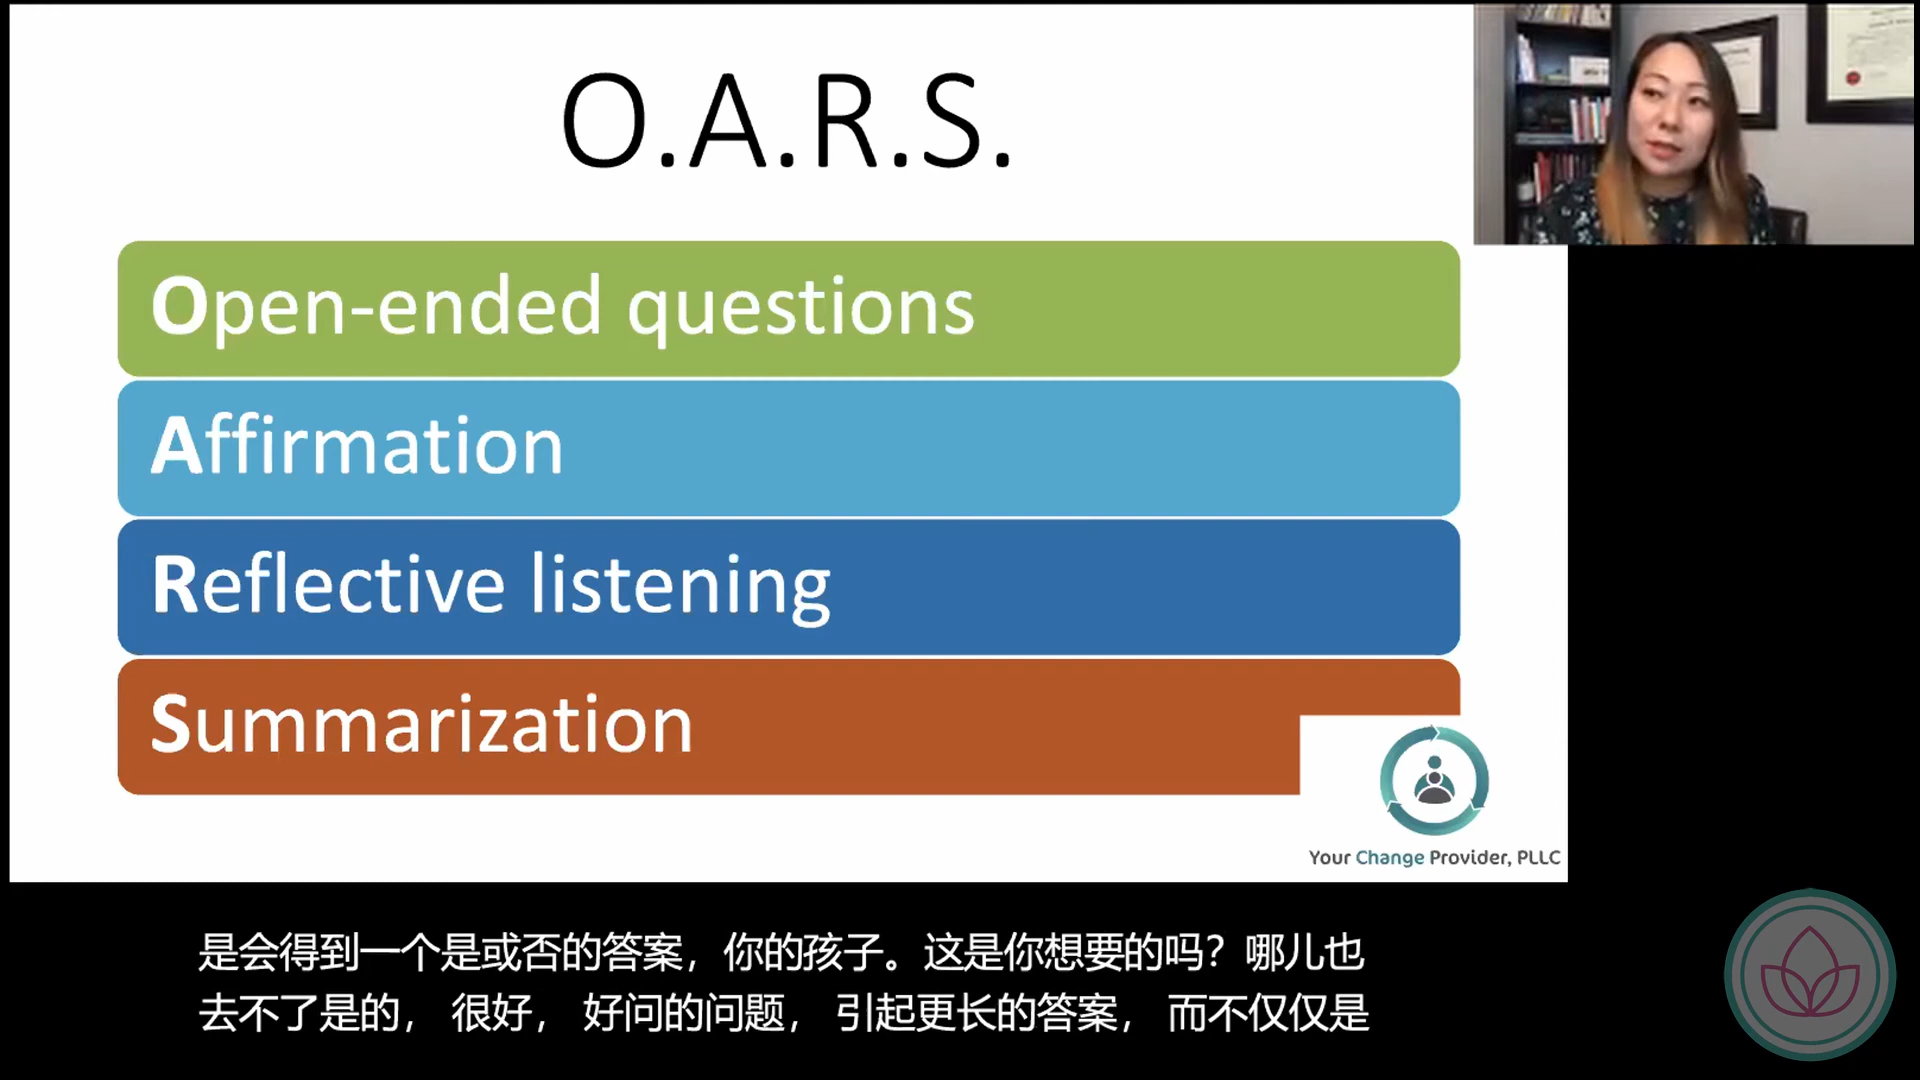 O.A.R.S.
Open-ended questions
Affirmation
Reflective listening
Summarization
Your Change Provider, PLLC
是会得到一个是或否的答案，你的孩子。这是你想要的吗？哪儿也
去不了是的， 很好， 好问的问题， 引起更长的答案， 而不仅仅是